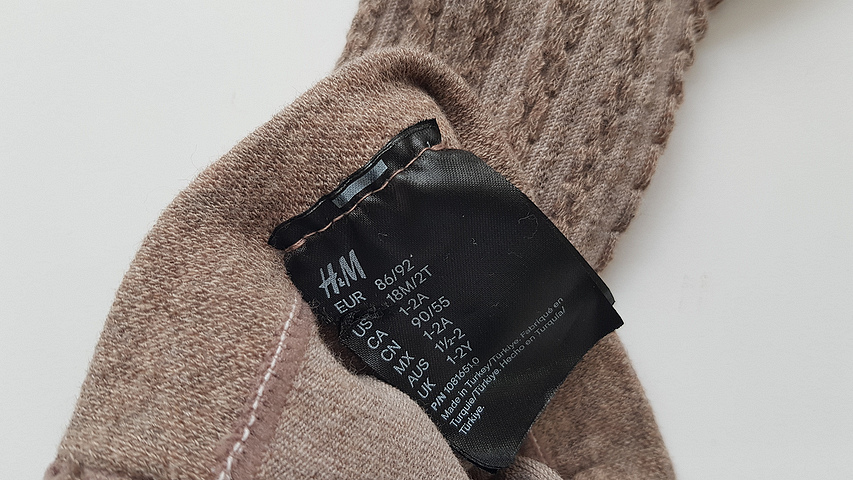 H&M
EUR 86/92
US 18M/2T
CA 1-2A
CN 90/55
MX 1-2A
AUS 1½-2
UK 1-2Y
P/N 1081651.0
Made in Turkey/Türkiye. Fabriqué en
Turquie/Türkiye. Hecho en Turquía/
Türkiye.